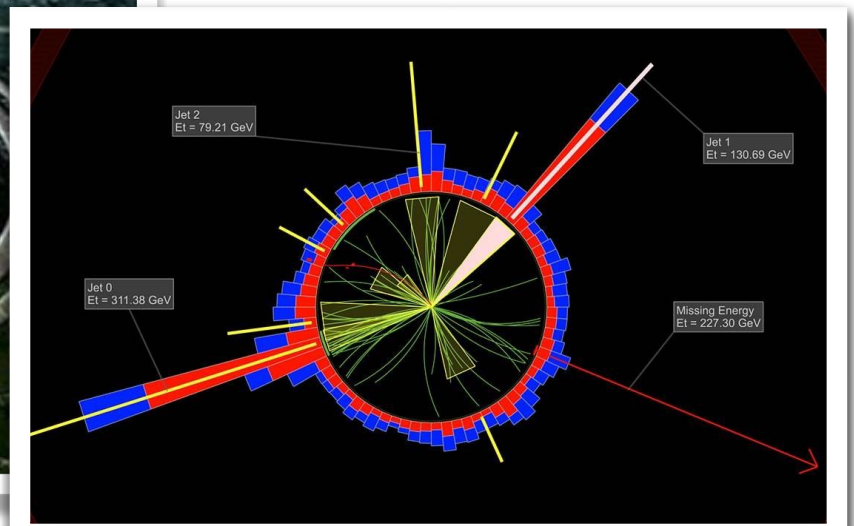 Jet 2
Et = 79.21 GeV
Jet 1
Et = 130.69 GeV
Jet 0
Et = 311.38 GeV
Missing Energy
Et = 227.30 GeV